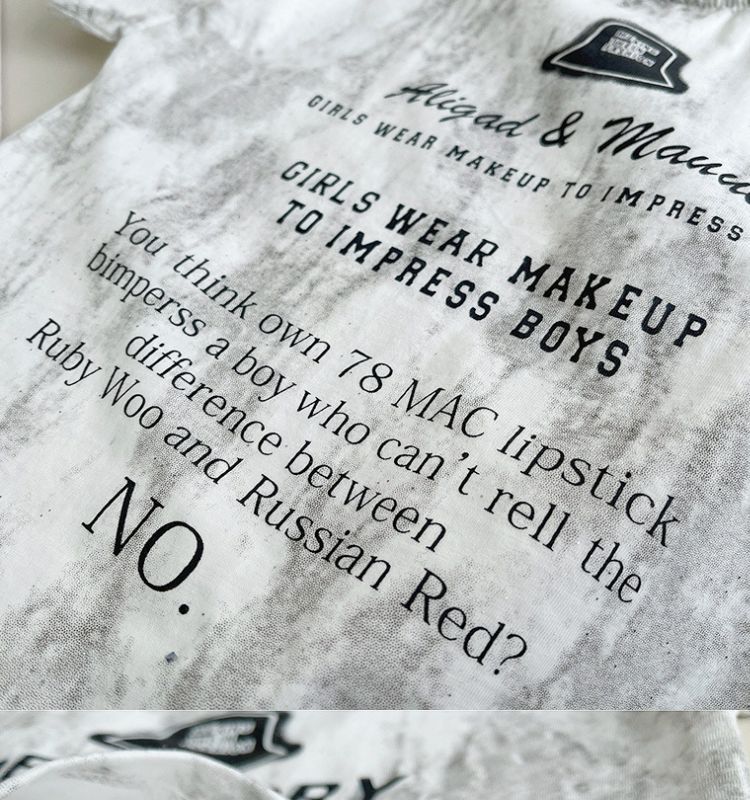 Aligad &
GIRLS WEAR MAKEUP TO IMPRESS
GIRLS WEAR MAKEUP
TO IMPRESS BOYS
You think own 78 MAC lipstick
bimperss a boy who can't rell the
difference between
Ruby Woo and Russian Red?
NO.